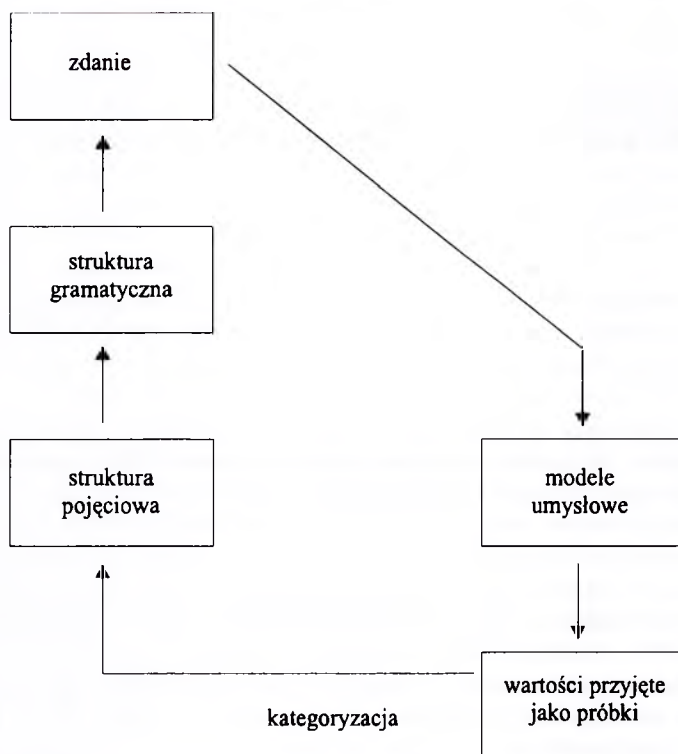 zdanie
struktura
gramatyczna
struktura
pojęciowa
modele
umysłowe
wartości przyjęte
jako próbki
kategoryzacja